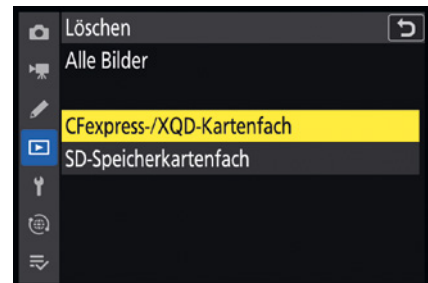 Löschen
Alle Bilder
CFexpress-/XQD-Kartenfach
SD-Speicherkartenfach